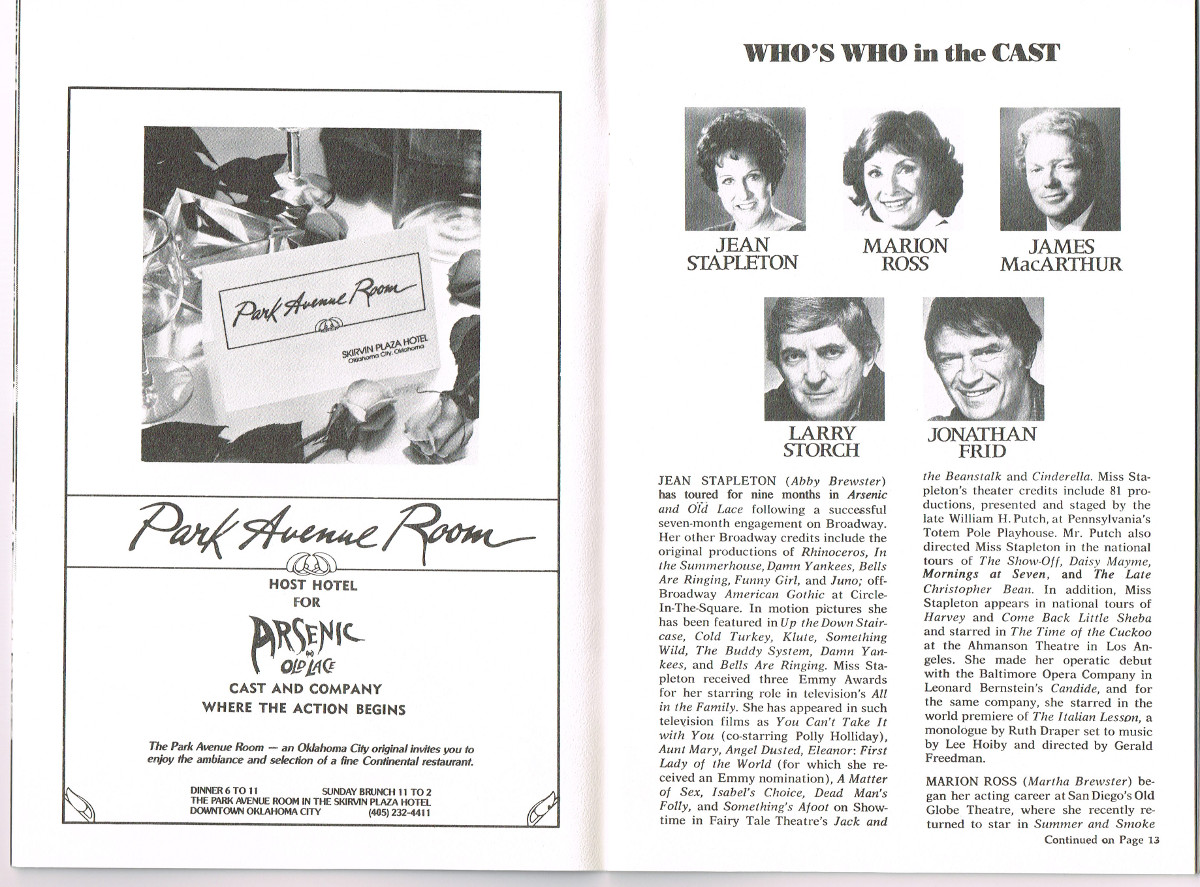 Park Avenue Room
SKIRVIN PLAZA HOTEL
Oklahoma City, Oklahoma
Park Avenue Room
HOST HOTEL
FOR
ARSENIC
AND
OLD LACE
CAST AND COMPANY
WHERE THE ACTION BEGINS
The Park Avenue Room — an Oklahoma City original invites you to
enjoy the ambiance and selection of a fine Continental restaurant.
DINNER 6 TO 11 SUNDAY BRUNCH 11 TO 2
THE PARK AVENUE ROOM IN THE SKIRVIN PLAZA HOTEL
DOWNTOWN OKLAHOMA CITY (405) 232-4411
WHO'S WHO in the CAST
JEAN
STAPLETON
MARION
ROSS
JAMES
MacARTHUR
LARRY
STORCH
JONATHAN
FRID
JEAN STAPLETON (Abby Brewster)
has toured for nine months in Arsenic
and Old Lace following a successful
seven-month engagement on Broadway.
Her other Broadway credits include the
original productions of Rhinoceros, In
the Summerhouse, Damn Yankees, Bells
Are Ringing, Funny Girl, and Juno; off-
Broadway American Gothic at Circle-
In-The-Square. In motion pictures she
has been featured in Up the Down Stair-
case, Cold Turkey, Klute, Something
Wild, The Buddy System, Damn Yan-
kees, and Bells Are Ringing. Miss Sta-
pleton received three Emmy Awards
for her starring role in television's All
in the Family. She has appeared in such
television films as You Can't Take It
with You (co-starring Polly Holliday),
Aunt Mary, Angel Dusted, Eleanor: First
Lady of the World (for which she re-
ceived an Emmy nomination), A Matter
of Sex, Isabel's Choice, Dead Man's
Folly, and Something's Afoot on Show-
time in Fairy Tale Theatre's Jack and
the Beanstalk and Cinderella. Miss Sta-
pleton's theater credits include 81 pro-
ductions, presented and staged by the
late William H. Putch, at Pennsylvania's
Totem Pole Playhouse. Mr. Putch also
directed Miss Stapleton in the national
tours of The Show-Off, Daisy Mayme,
Mornings at Seven, and The Late
Christopher Bean. In addition, Miss
Stapleton appears in national tours of
Harvey and Come Back Little Sheba
and starred in The Time of the Cuckoo
at the Ahmanson Theatre in Los An-
geles. She made her operatic debut
with the Baltimore Opera Company in
Leonard Bernstein's Candide, and for
the same company, she starred in the
world premiere of The Italian Lesson, a
monologue by Ruth Draper set to music
by Lee Hoiby and directed by Gerald
Freedman.
MARION ROSS (Martha Brewster) be-
gan her acting career at San Diego's Old
Globe Theatre, where she recently re-
turned to star in Summer and Smoke
Continued on Page 13